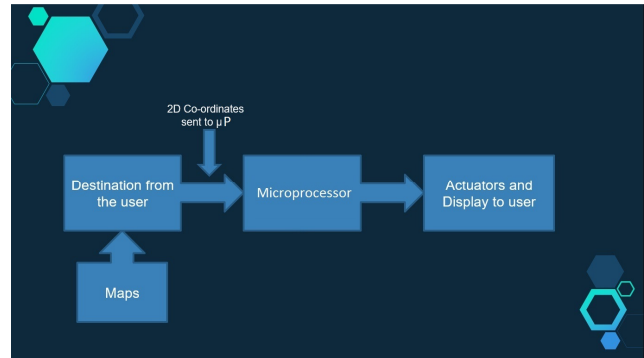 2D Co-ordinates
sent to μP
Destination from
the user
Microprocessor
Actuators and
Display to user
Maps